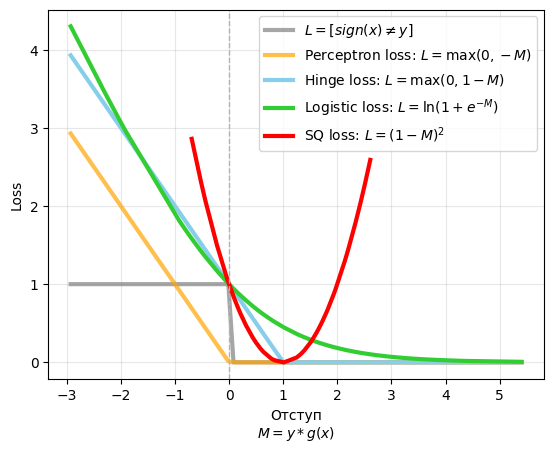 L = [sign(x) ≠ y]
Perceptron loss: L = max(0, − M)
Hinge loss: L = max(0, 1 − M)
Logistic loss: L = ln(1 + e^{−M})
SQ loss: L = (1 − M)²
Loss
4
3
2
1
0
−3 −2 −1 0 1 2 3 4 5
Отступ
M = y * g(x)